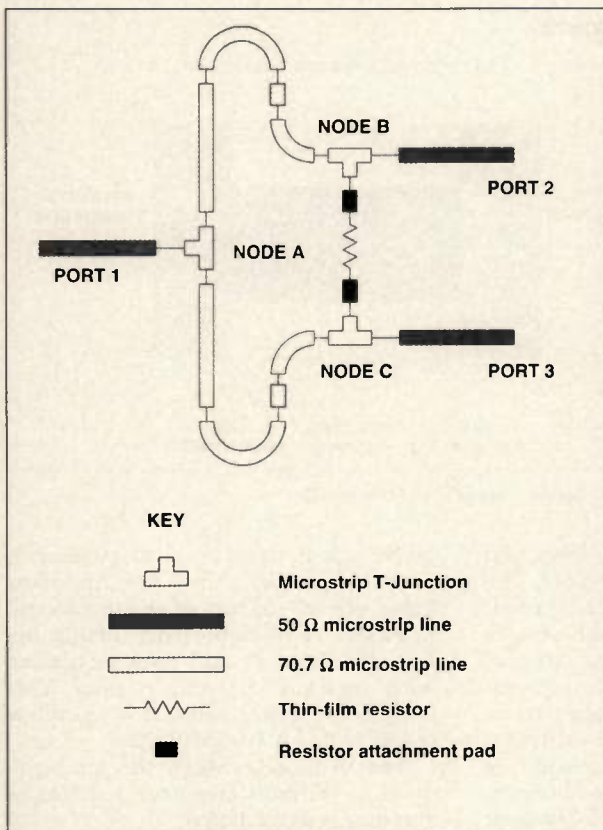 NODE B
PORT 2
NODE A
PORT 1
NODE C
PORT 3
KEY
Microstrip T-Junction
50 Ω microstrip line
70.7 Ω microstrip line
Thin-film resistor
Resistor attachment pad